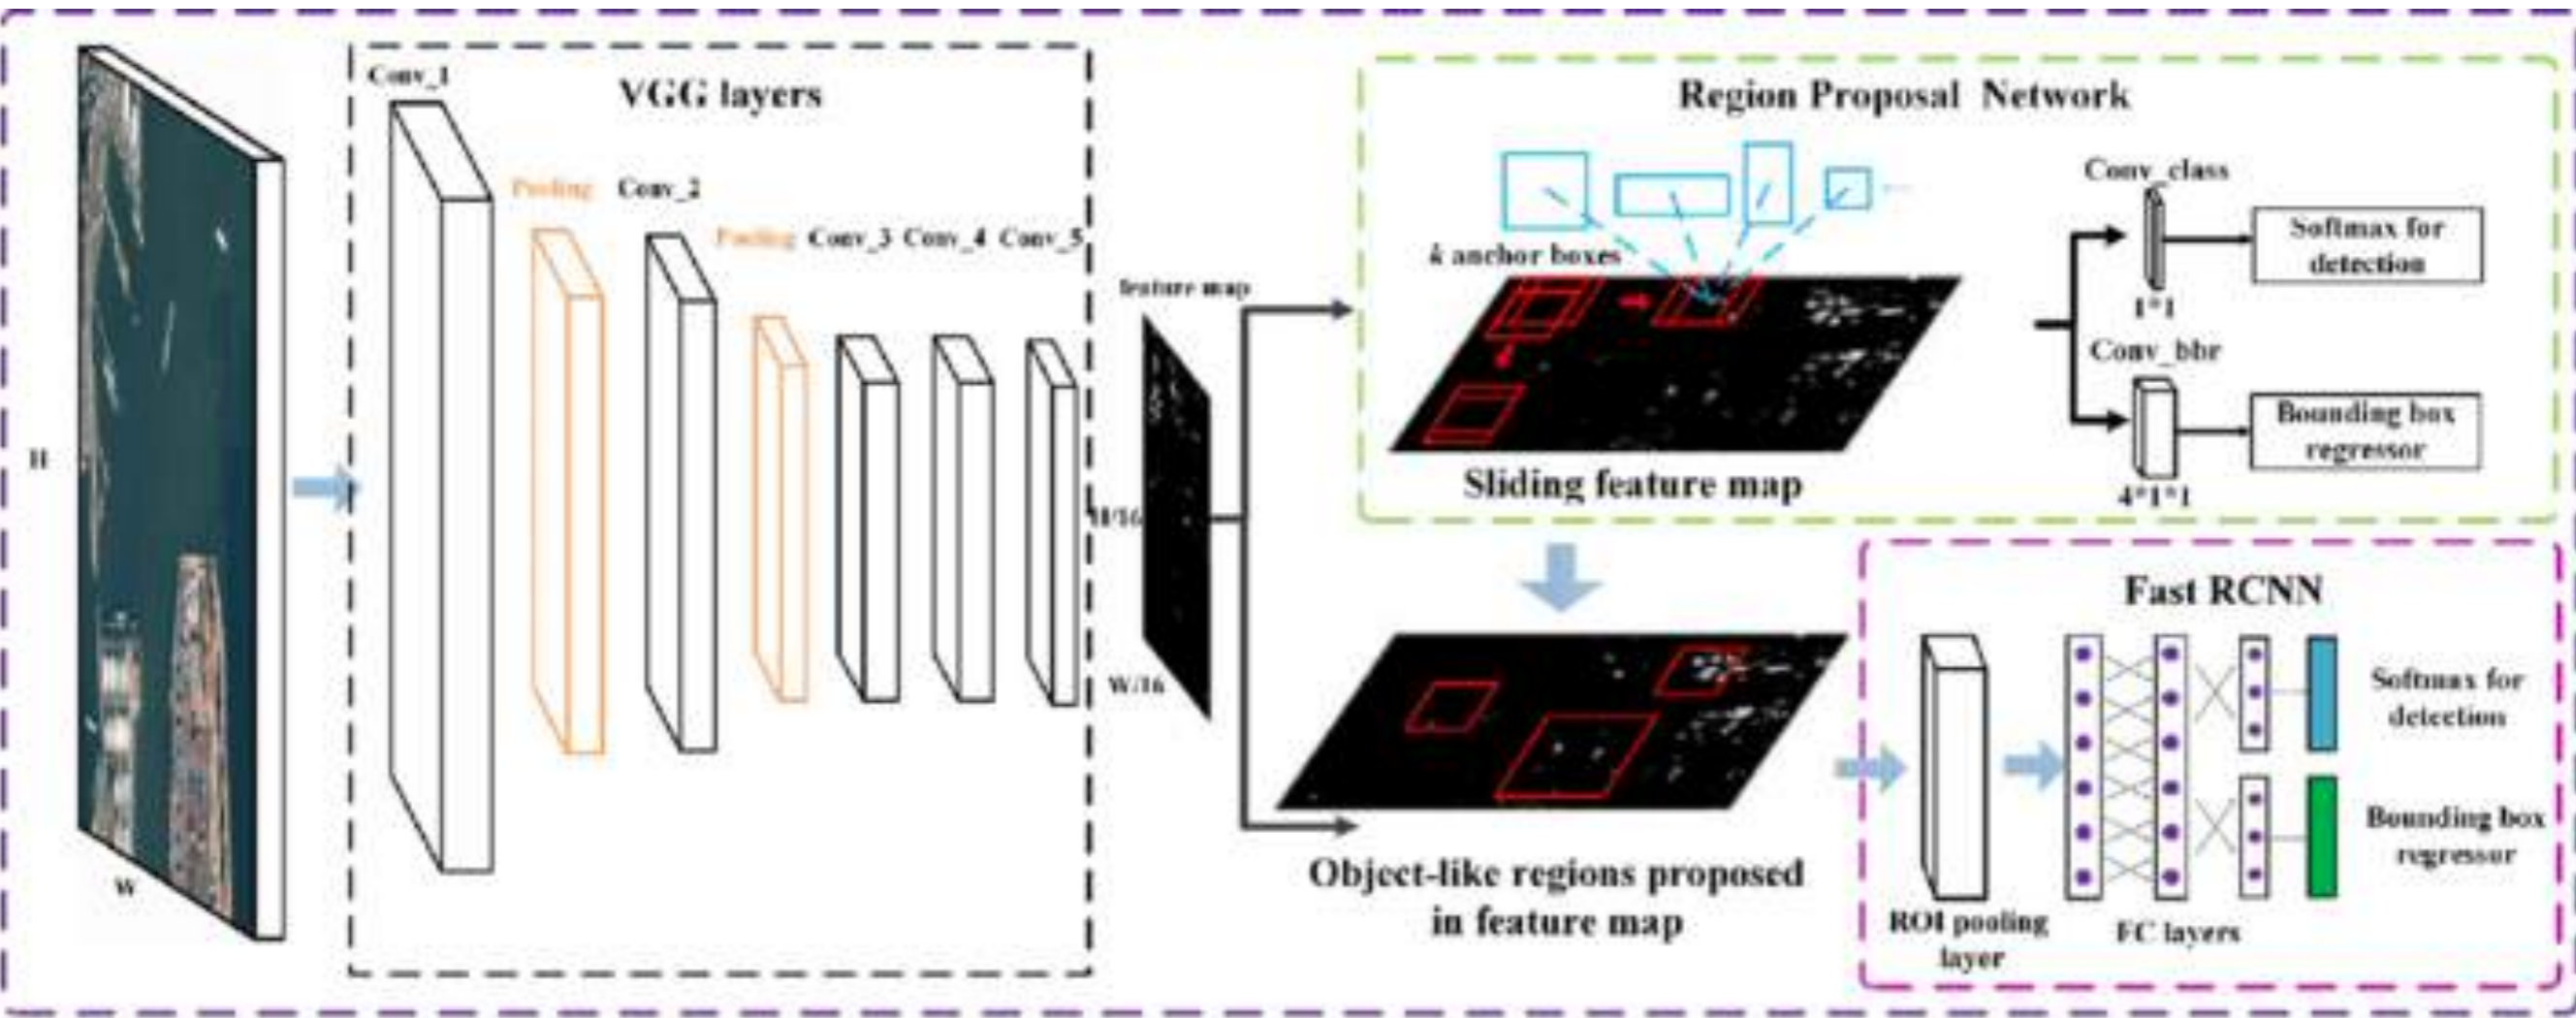 VGG layers
Conv_1
Pooling
Conv_2
Pooling
Conv_3
Conv_4
Conv_5
H
W
feature map
H/16
W/16
Region Proposal Network
k anchor boxes
Sliding feature map
Conv_class
1*1
Softmax for
detection
Conv_bbr
4*1*1
Bounding box
regressor
Object-like regions proposed
in feature map
Fast RCNN
ROI pooling
layer
FC layers
Softmax for
detection
Bounding box
regressor